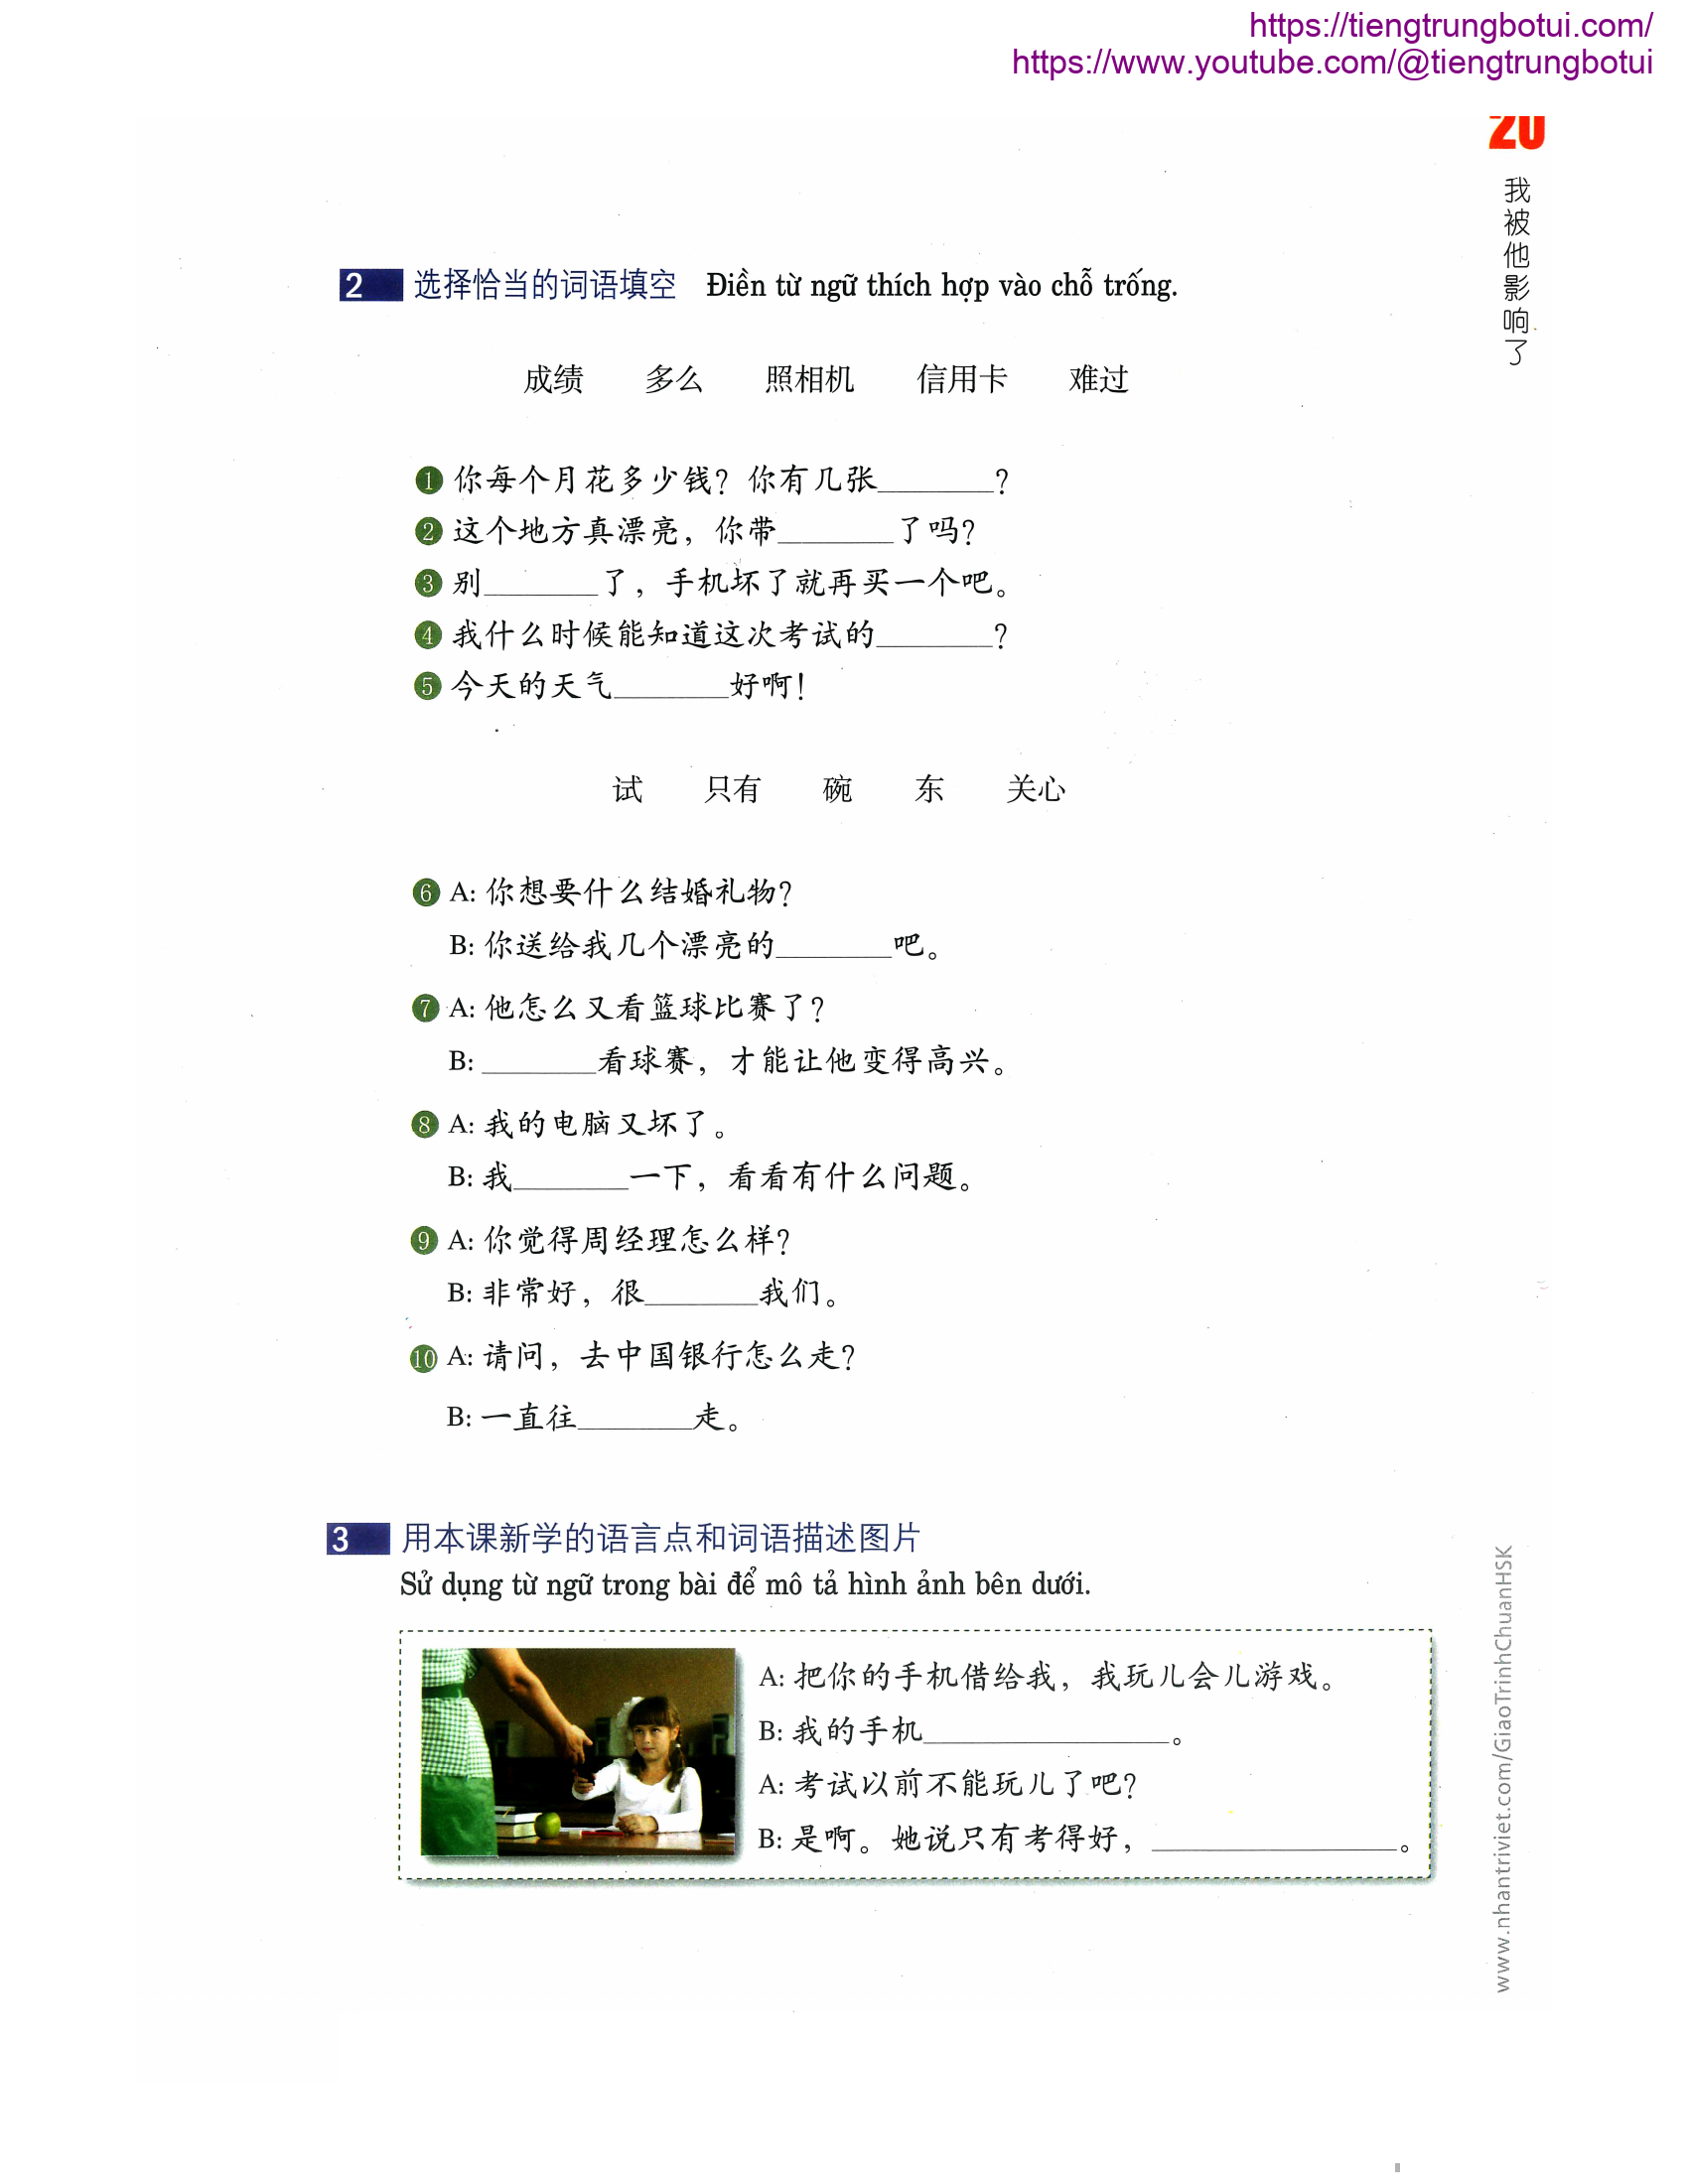 https://tiengtrungbotui.com/
https://www.youtube.com/@tiengtrungbotui
20
我被他影响了
2 选择恰当的词语填空 Điền từ ngữ thích hợp vào chỗ trống.
成绩 多么 照相机 信用卡 难过
1 你每个月花多少钱？你有几张________？
2 这个地方真漂亮，你带________了吗？
3 别________了，手机坏了就再买一个吧。
4 我什么时候能知道这次考试的________？
5 今天的天气________好啊！
试 只有 碗 东 关心
6 A: 你想要什么结婚礼物？
B: 你送给我几个漂亮的________吧。
7 A: 他怎么又看篮球比赛了？
B: ________看球赛，才能让他变得高兴。
8 A: 我的电脑又坏了。
B: 我________一下，看看有什么问题。
9 A: 你觉得周经理怎么样？
B: 非常好，很________我们。
10 A: 请问，去中国银行怎么走？
B: 一直往________走。
3 用本课新学的语言点和词语描述图片
Sử dụng từ ngữ trong bài để mô tả hình ảnh bên dưới.
A: 把你的手机借给我，我玩儿会儿游戏。
B: 我的手机________________。
A: 考试以前不能玩儿了吧？
B: 是啊。她说只有考得好，________________。
www.nhantriviet.com/GiaoTrinhChuanHSK